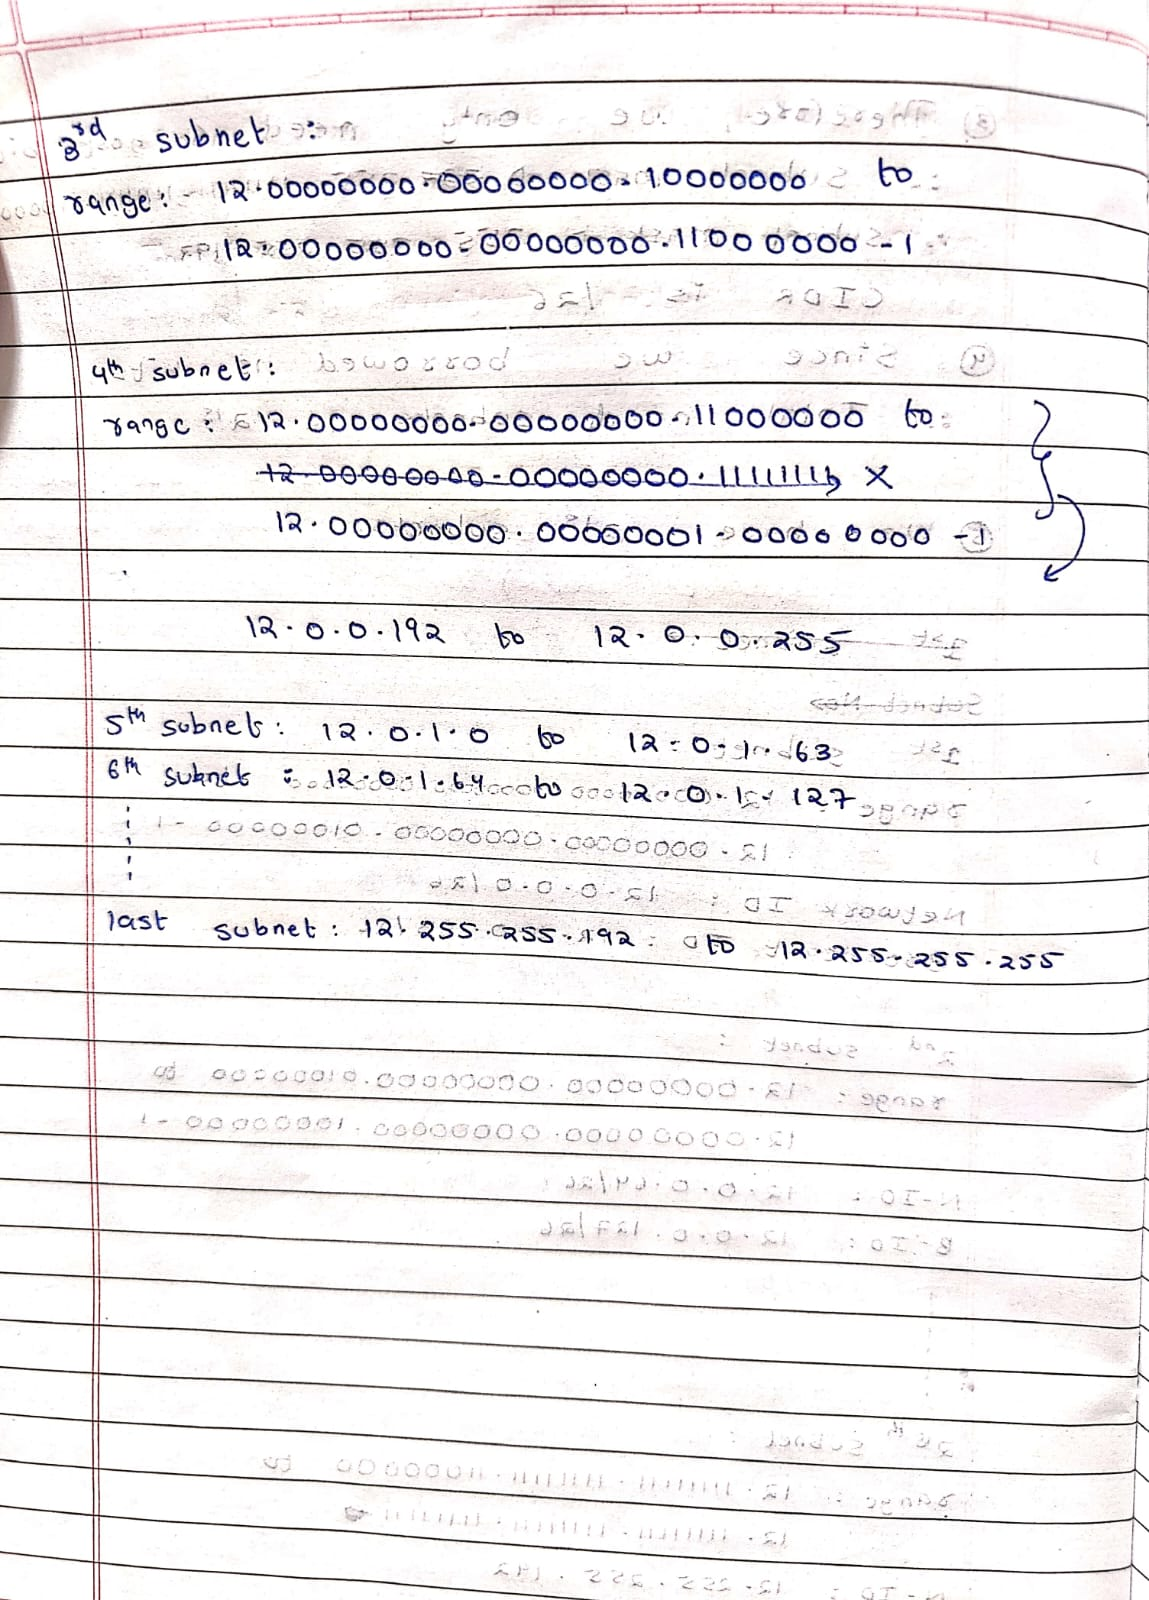 3rd subnet :
range : - 12.00000000.00000000.10000000 to
12.00000000.00000000.11000000 -1
4th subnet :
range : 12.00000000.00000000.11000000 to
12.00000000.00000000.11111111 X
12.00000000.00000001.00000000 -1
12.0.0.192 to 12.0.0.255
5th subnet : 12.0.1.0 to 12.0.1.63
6th subnet : 12.0.1.64 to 12.0.1.127
last subnet : 12.255.255.192 to 12.255.255.255